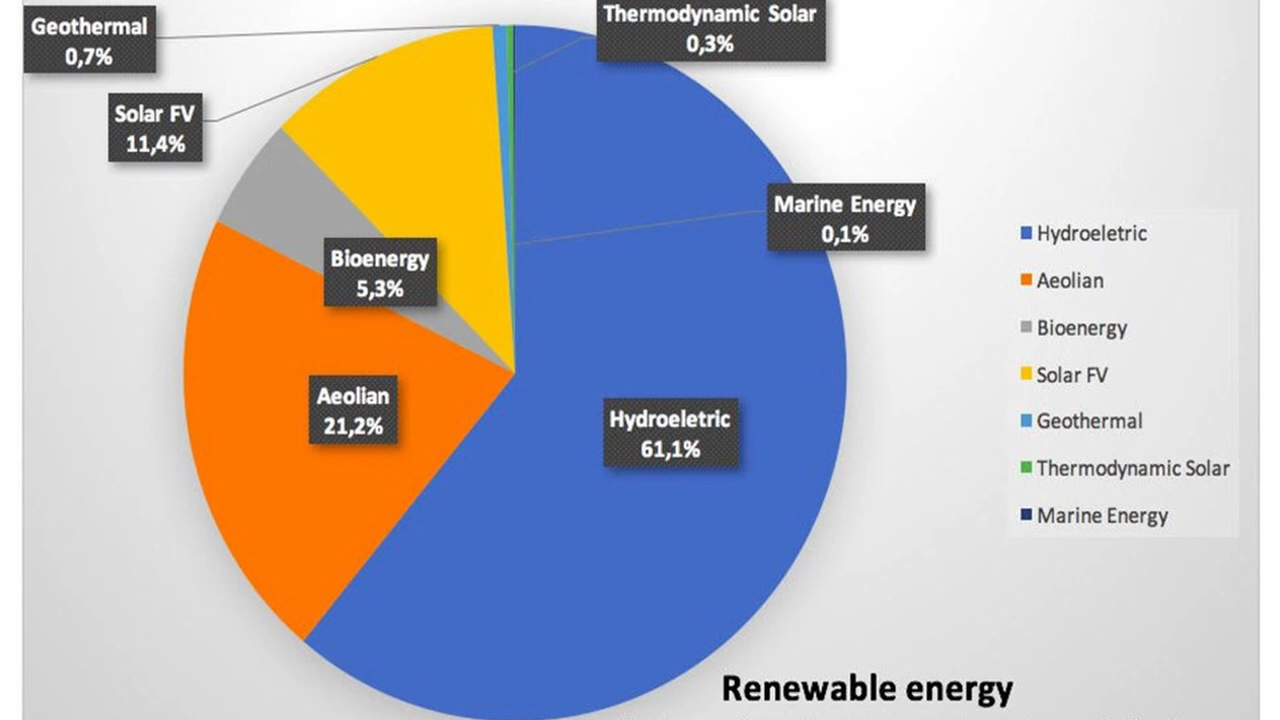 Geothermal
0,7%
Thermodynamic Solar
0,3%
Solar FV
11,4%
Marine Energy
0,1%
Bioenergy
5,3%
Aeolian
21,2%
Hydroeletric
61,1%
Hydroeletric
Aeolian
Bioenergy
Solar FV
Geothermal
Thermodynamic Solar
Marine Energy
Renewable energy